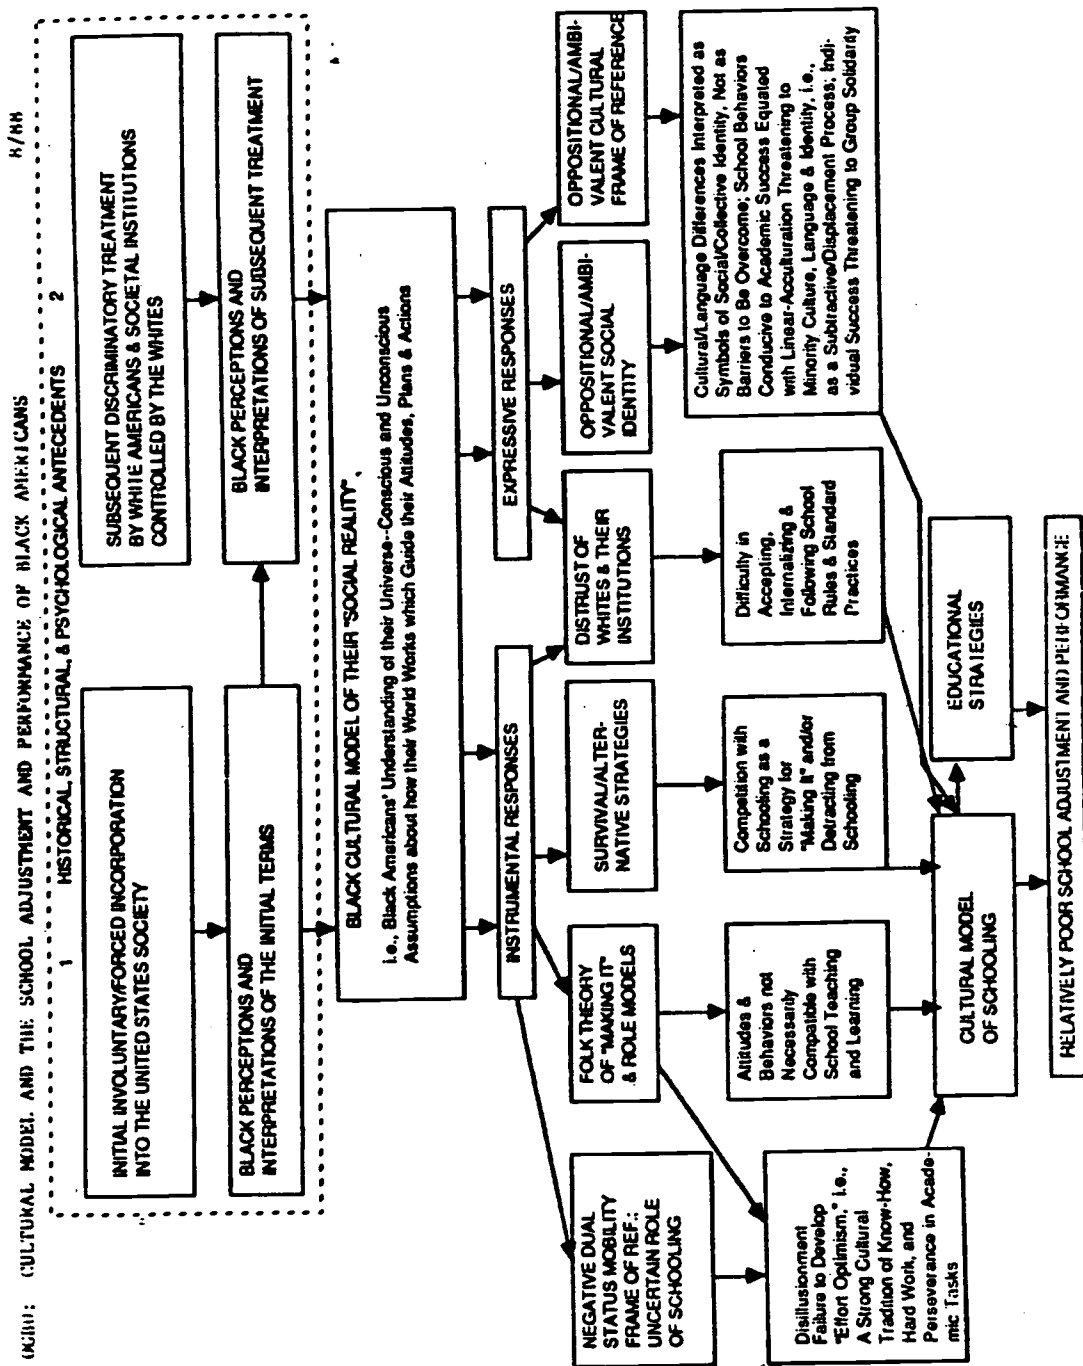 OGBU: CULTURAL MODEL AND THE SCHOOL ADJUSTMENT AND PERFORMANCE OF BLACK AMERICANS
8/88
1 HISTORICAL, STRUCTURAL, & PSYCHOLOGICAL ANTECEDENTS 2
INITIAL INVOLUNTARY/FORCED INCORPORATION
INTO THE UNITED STATES SOCIETY
SUBSEQUENT DISCRIMINATORY TREATMENT
BY WHITE AMERICANS & SOCIETAL INSTITUTIONS
CONTROLLED BY THE WHITES
BLACK PERCEPTIONS AND
INTERPRETATIONS OF THE INITIAL TERMS
BLACK PERCEPTIONS AND
INTERPRETATIONS OF SUBSEQUENT TREATMENT
BLACK CULTURAL MODEL OF THEIR "SOCIAL REALITY",
i.e., Black Americans' Understanding of their Universe--Conscious and Unconscious
Assumptions about how their World Works which Guide their Attitudes, Plans & Actions
INSTRUMENTAL RESPONSES
EXPRESSIVE RESPONSES
NEGATIVE DUAL
STATUS MOBILITY
FRAME OF REF.:
UNCERTAIN ROLE
OF SCHOOLING
FOLK THEORY
OF "MAKING IT"
& ROLE MODELS
SURVIVAL/ALTER-
NATIVE STRATEGIES
DISTRUST OF
WHITES & THEIR
INSTITUTIONS
OPPOSITIONAL/AMBI-
VALENT SOCIAL
IDENTITY
OPPOSITIONAL/AMBI-
VALENT CULTURAL
FRAME OF REFERENCE
Disillusionment
Failure to Develop
"Effort Optimism," i.e.,
A Strong Cultural
Tradition of Know-How,
Hard Work, and
Perseverance in Acade-
mic Tasks
Attitudes &
Behaviors not
Necessarily
Compatible with
School Teaching
and Learning
Competition with
Schooling as a
Strategy for
"Making It" and/or
Detracting from
Schooling
Difficulty in
Accepting,
Internalizing &
Following School
Rules & Standard
Practices
Cultural/Language Differences Interpreted as
Symbols of Social/Collective Identity, Not as
Barriers to Be Overcome; School Behaviors
Conducive to Academic Success Equated
with Linear-Acculturation Threatening to
Minority Culture, Language & Identity, i.e.,
as a Subtractive/Displacement Process; Indi-
vidual Success Threatening to Group Solidarity
CULTURAL MODEL
OF SCHOOLING
EDUCATIONAL
STRATEGIES
RELATIVELY POOR SCHOOL ADJUSTMENT AND PERFORMANCE